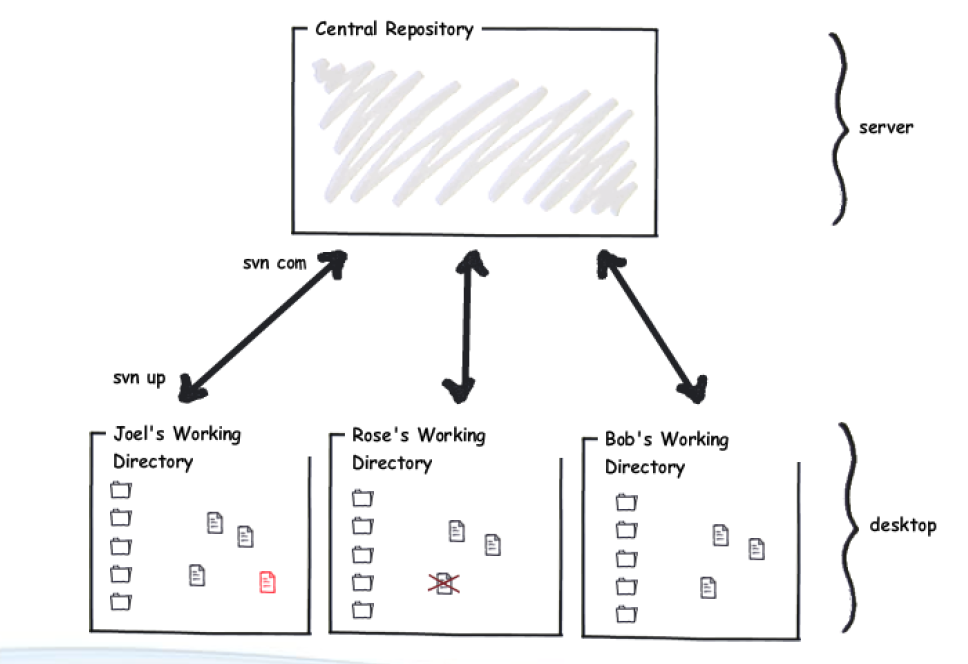 Central Repository
server
svn com
svn up
Joel's Working
Directory
Rose's Working
Directory
Bob's Working
Directory
desktop